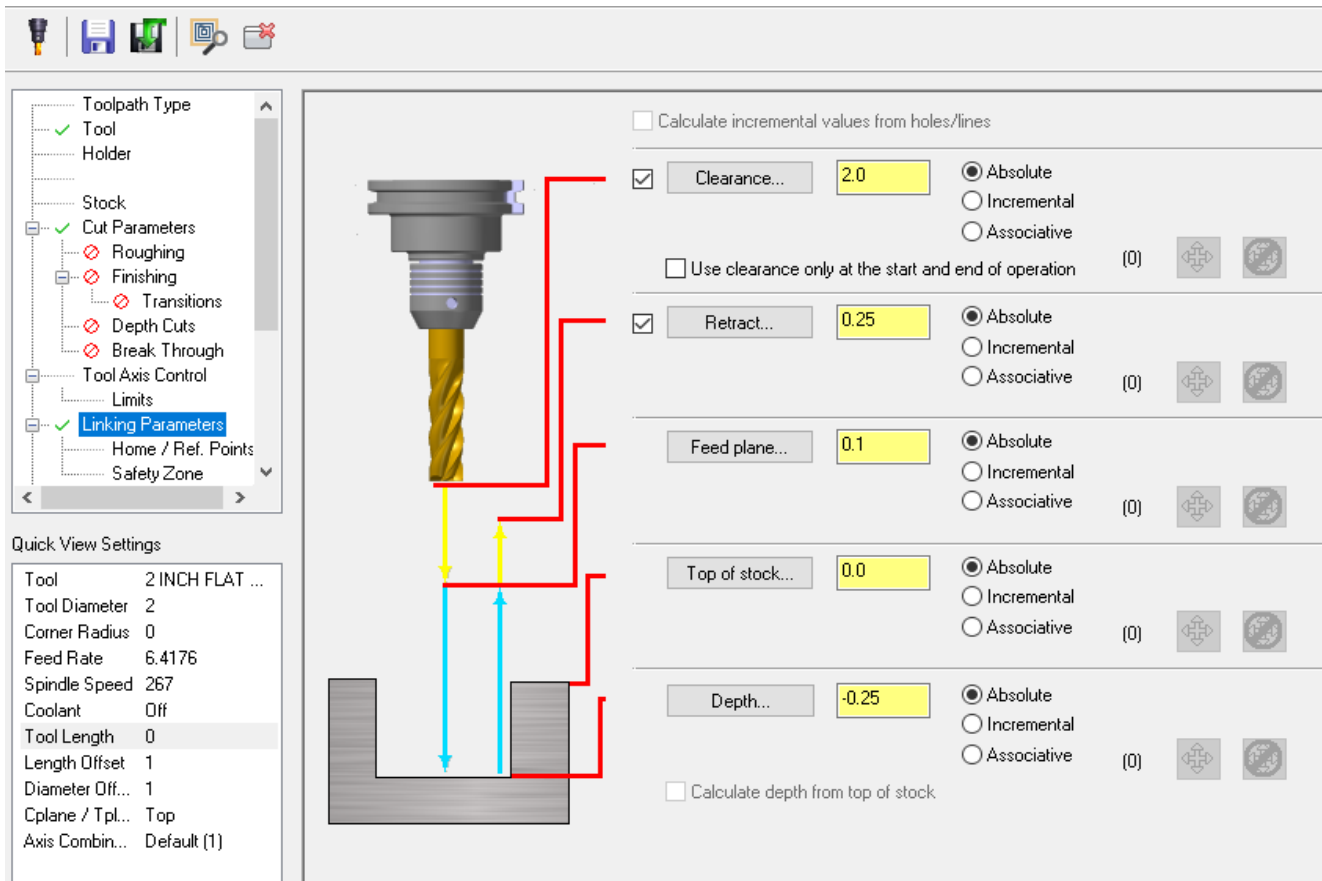 Toolpath Type
Tool
Holder
Stock
Cut Parameters
Roughing
Finishing
Transitions
Depth Cuts
Break Through
Tool Axis Control
Limits
Linking Parameters
Home / Ref. Points
Safety Zone
Quick View Settings
Tool 2 INCH FLAT ...
Tool Diameter 2
Corner Radius 0
Feed Rate 6.4176
Spindle Speed 267
Coolant Off
Tool Length 0
Length Offset 1
Diameter Off... 1
Cplane / Tpl... Top
Axis Combin... Default (1)
Calculate incremental values from holes/lines
Clearance... 2.0 Absolute
Incremental
Associative
Use clearance only at the start and end of operation (0)
Retract... 0.25 Absolute
Incremental
Associative (0)
Feed plane... 0.1 Absolute
Incremental
Associative (0)
Top of stock... 0.0 Absolute
Incremental
Associative (0)
Depth... -0.25 Absolute
Incremental
Associative (0)
Calculate depth from top of stock